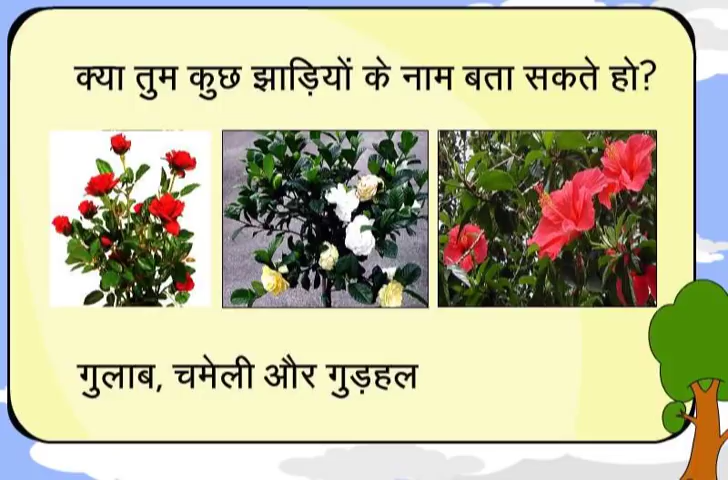 क्या तुम कुछ झाड़ियों के नाम बता सकते हो?
गुलाब, चमेली और गुड़हल